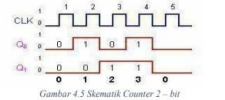 1 2 3 4 5
CLK 1 0
Q₀ 1 0 0 1 0 1
Q₁ 1 0 0 0 1 1
0 1 2 3 0
Gambar 4.5 Skematik Counter 2 – bit